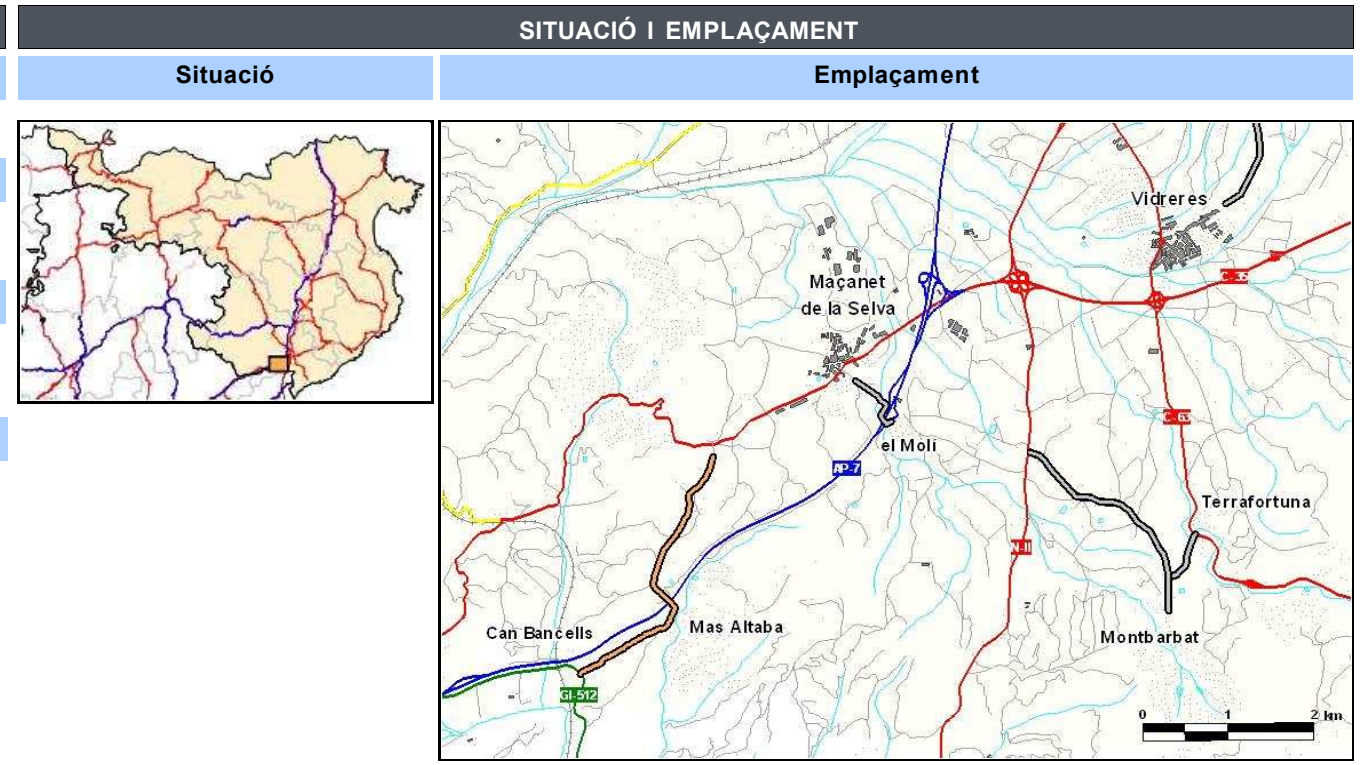 SITUACIÓ I EMPLAÇAMENT
Situació
Emplaçament
Vidreres
Maçanet
de la Selva
el Molí
AP-7
C-63
Terrafortuna
N-II
Can Bancells
Mas Altaba
Montbarbat
GI-512
0 1 2 km